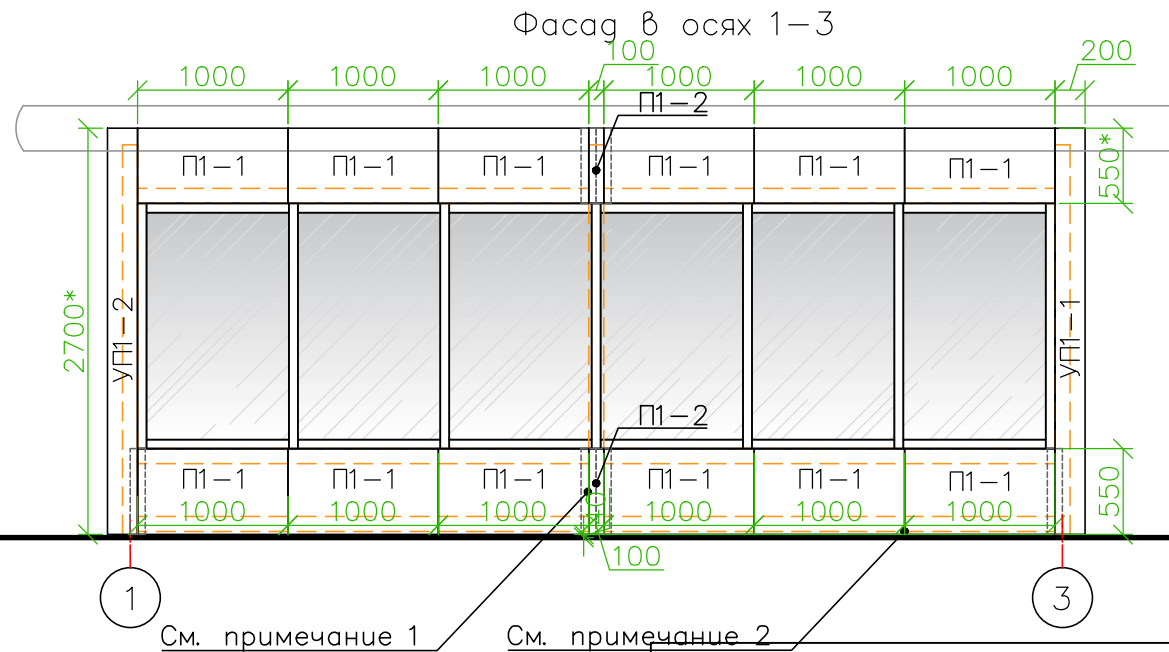 Фасад в осях 1-3
100
200
1000 1000 1000 1000 1000 1000
П1-2
П1-1 П1-1 П1-1 П1-1 П1-1 П1-1
550*
2700*
УП1-2
УП1-1
П1-2
П1-1 П1-1 П1-1 П1-1 П1-1 П1-1
1000 1000 1000 1000 1000 1000
550
100
1
3
См. примечание 1
См. примечание 2